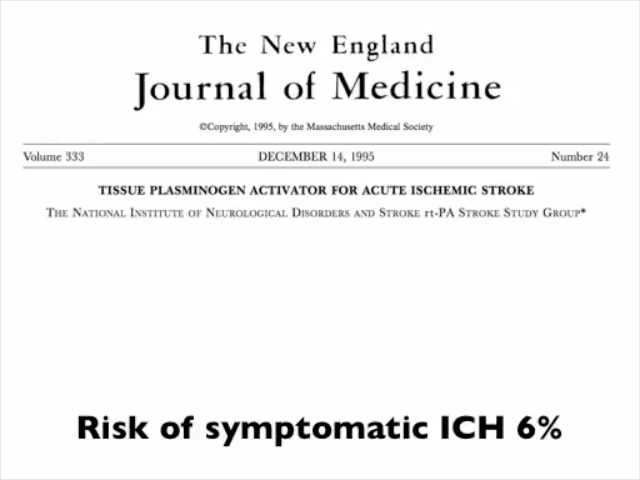 The New England
Journal of Medicine
©Copyright, 1995, by the Massachusetts Medical Society
Volume 333 DECEMBER 14, 1995 Number 24
TISSUE PLASMINOGEN ACTIVATOR FOR ACUTE ISCHEMIC STROKE
THE NATIONAL INSTITUTE OF NEUROLOGICAL DISORDERS AND STROKE rt-PA STROKE STUDY GROUP*
Risk of symptomatic ICH 6%